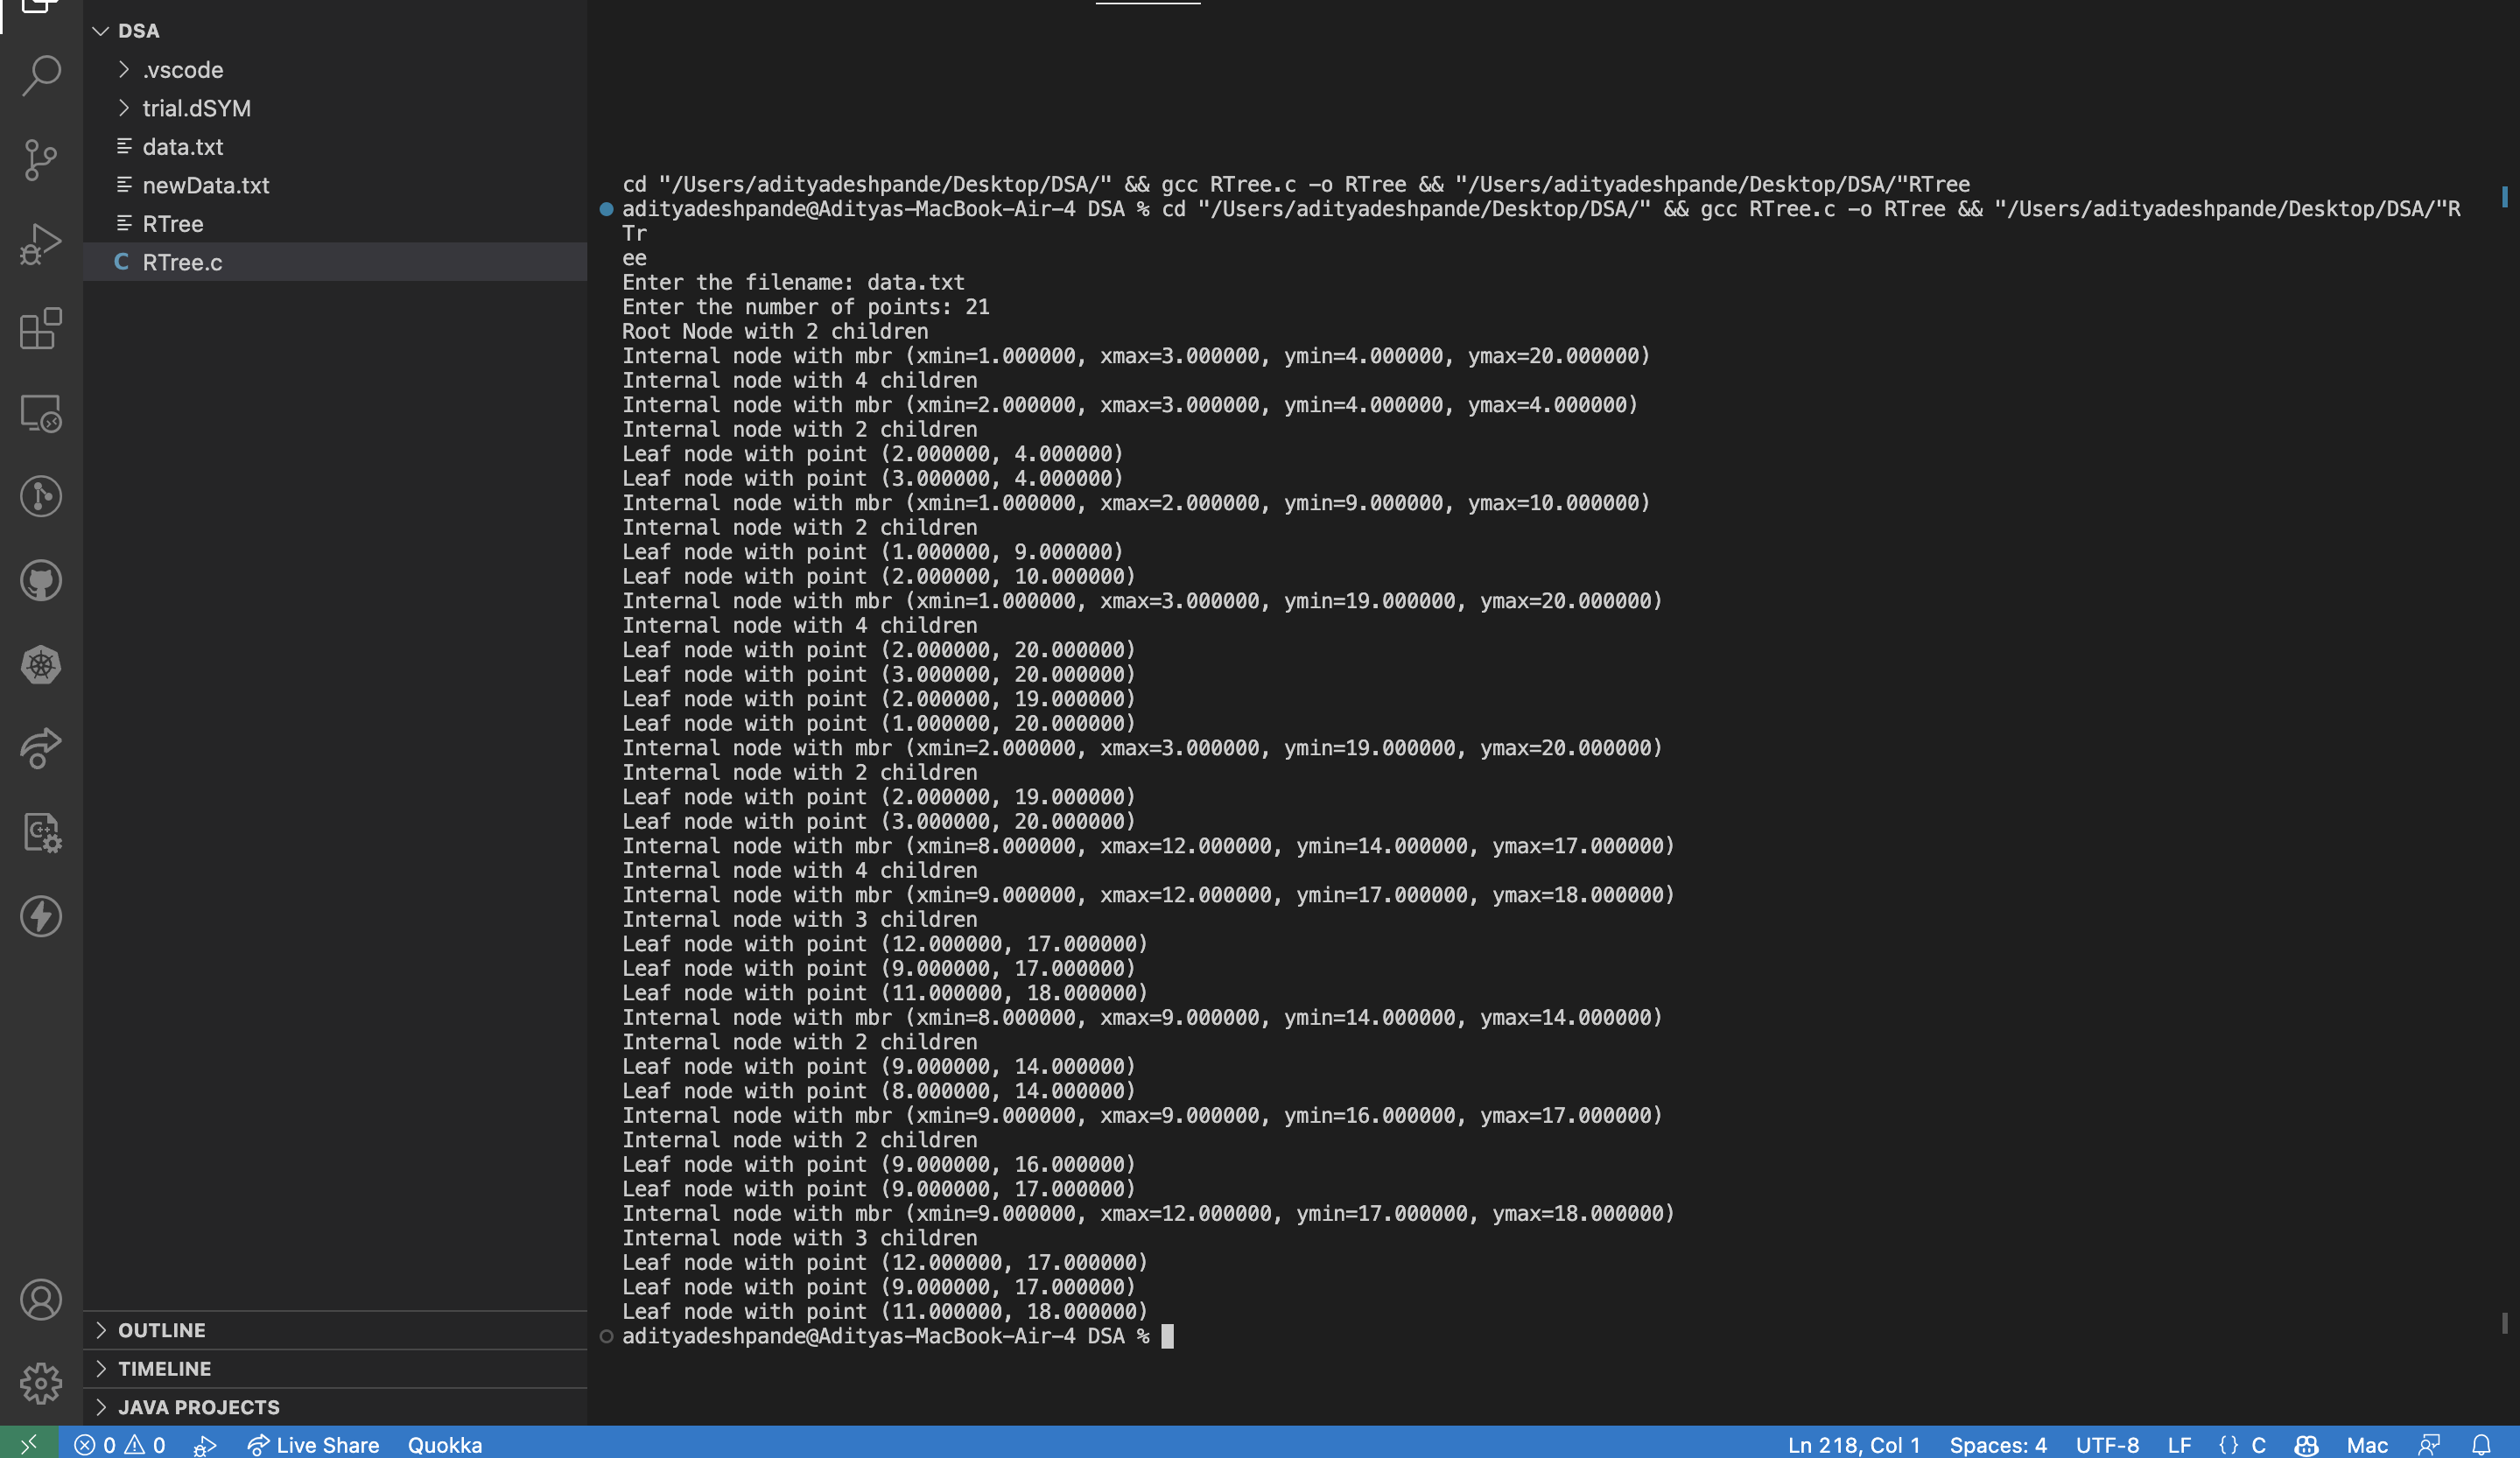 DSA
.vscode
trial.dSYM
data.txt
newData.txt
RTree
C RTree.c
OUTLINE
TIMELINE
JAVA PROJECTS
cd "/Users/adityadeshpande/Desktop/DSA/" && gcc RTree.c -o RTree && "/Users/adityadeshpande/Desktop/DSA/"RTree
adityadeshpande@Adityas-MacBook-Air-4 DSA % cd "/Users/adityadeshpande/Desktop/DSA/" && gcc RTree.c -o RTree && "/Users/adityadeshpande/Desktop/DSA/"R
Tr
ee
Enter the filename: data.txt
Enter the number of points: 21
Root Node with 2 children
Internal node with mbr (xmin=1.000000, xmax=3.000000, ymin=4.000000, ymax=20.000000)
Internal node with 4 children
Internal node with mbr (xmin=2.000000, xmax=3.000000, ymin=4.000000, ymax=4.000000)
Internal node with 2 children
Leaf node with point (2.000000, 4.000000)
Leaf node with point (3.000000, 4.000000)
Internal node with mbr (xmin=1.000000, xmax=2.000000, ymin=9.000000, ymax=10.000000)
Internal node with 2 children
Leaf node with point (1.000000, 9.000000)
Leaf node with point (2.000000, 10.000000)
Internal node with mbr (xmin=1.000000, xmax=3.000000, ymin=19.000000, ymax=20.000000)
Internal node with 4 children
Leaf node with point (2.000000, 20.000000)
Leaf node with point (3.000000, 20.000000)
Leaf node with point (2.000000, 19.000000)
Leaf node with point (1.000000, 20.000000)
Internal node with mbr (xmin=2.000000, xmax=3.000000, ymin=19.000000, ymax=20.000000)
Internal node with 2 children
Leaf node with point (2.000000, 19.000000)
Leaf node with point (3.000000, 20.000000)
Internal node with mbr (xmin=8.000000, xmax=12.000000, ymin=14.000000, ymax=17.000000)
Internal node with 4 children
Internal node with mbr (xmin=9.000000, xmax=12.000000, ymin=17.000000, ymax=18.000000)
Internal node with 3 children
Leaf node with point (12.000000, 17.000000)
Leaf node with point (9.000000, 17.000000)
Leaf node with point (11.000000, 18.000000)
Internal node with mbr (xmin=8.000000, xmax=9.000000, ymin=14.000000, ymax=14.000000)
Internal node with 2 children
Leaf node with point (9.000000, 14.000000)
Leaf node with point (8.000000, 14.000000)
Internal node with mbr (xmin=9.000000, xmax=9.000000, ymin=16.000000, ymax=17.000000)
Internal node with 2 children
Leaf node with point (9.000000, 16.000000)
Leaf node with point (9.000000, 17.000000)
Internal node with mbr (xmin=9.000000, xmax=12.000000, ymin=17.000000, ymax=18.000000)
Internal node with 3 children
Leaf node with point (12.000000, 17.000000)
Leaf node with point (9.000000, 17.000000)
Leaf node with point (11.000000, 18.000000)
adityadeshpande@Adityas-MacBook-Air-4 DSA %
0 0 Live Share Quokka Ln 218, Col 1 Spaces: 4 UTF-8 LF {} C Mac